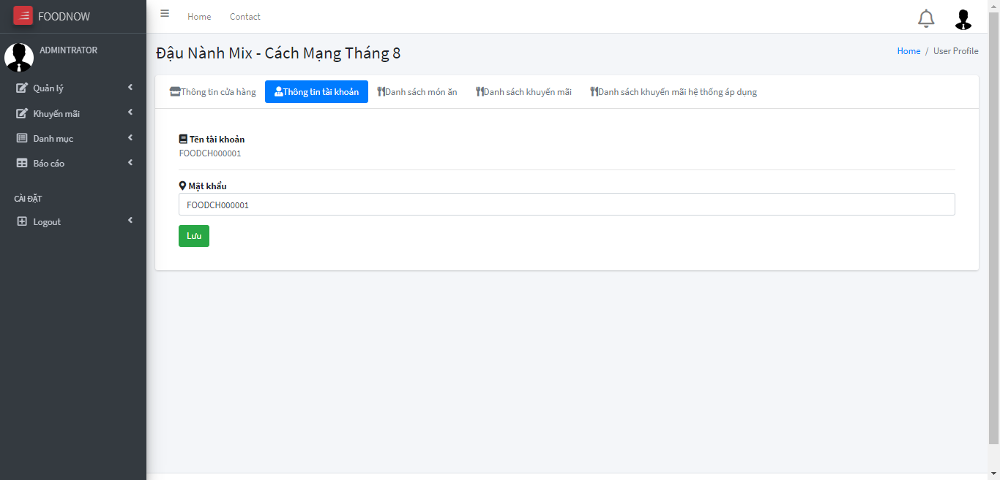 FOODNOW
Home Contact
ADMINTRATOR
Quản lý
Khuyến mãi
Danh mục
Báo cáo
CÀI ĐẶT
Logout
Đậu Nành Mix - Cách Mạng Tháng 8
Home / User Profile
Thông tin cửa hàng Thông tin tài khoản Danh sách món ăn Danh sách khuyến mãi Danh sách khuyến mãi hệ thống áp dụng
Tên tài khoản
FOODCH000001
Mật khẩu
FOODCH000001
Lưu